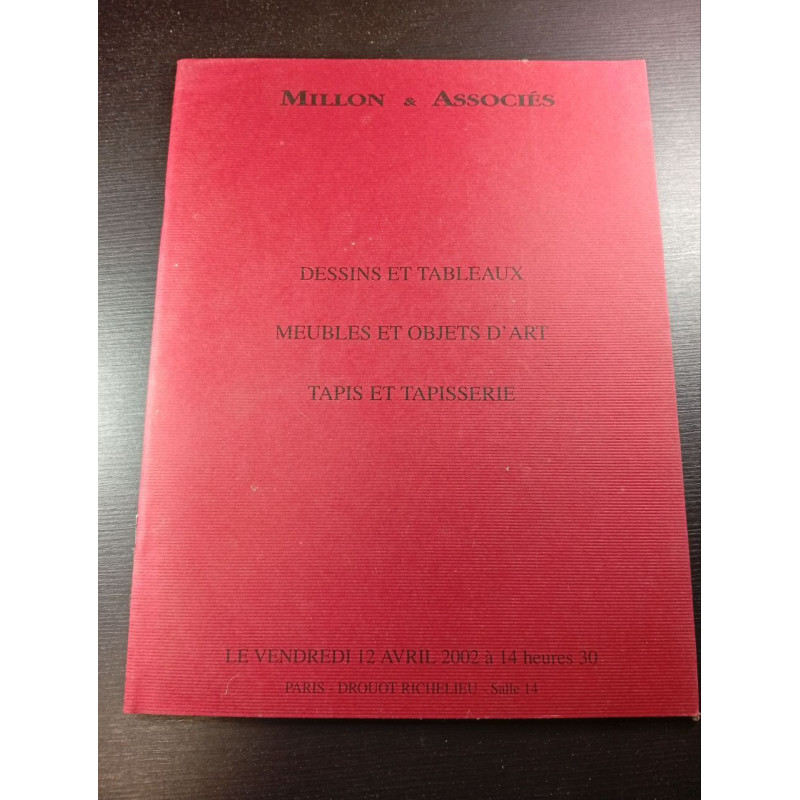 MILLON & ASSOCIÉS
DESSINS ET TABLEAUX
MEUBLES ET OBJETS D'ART
TAPIS ET TAPISSERIE
LE VENDREDI 12 AVRIL 2002 à 14 heures 30
PARIS - DROUOT RICHELIEU - Salle 14